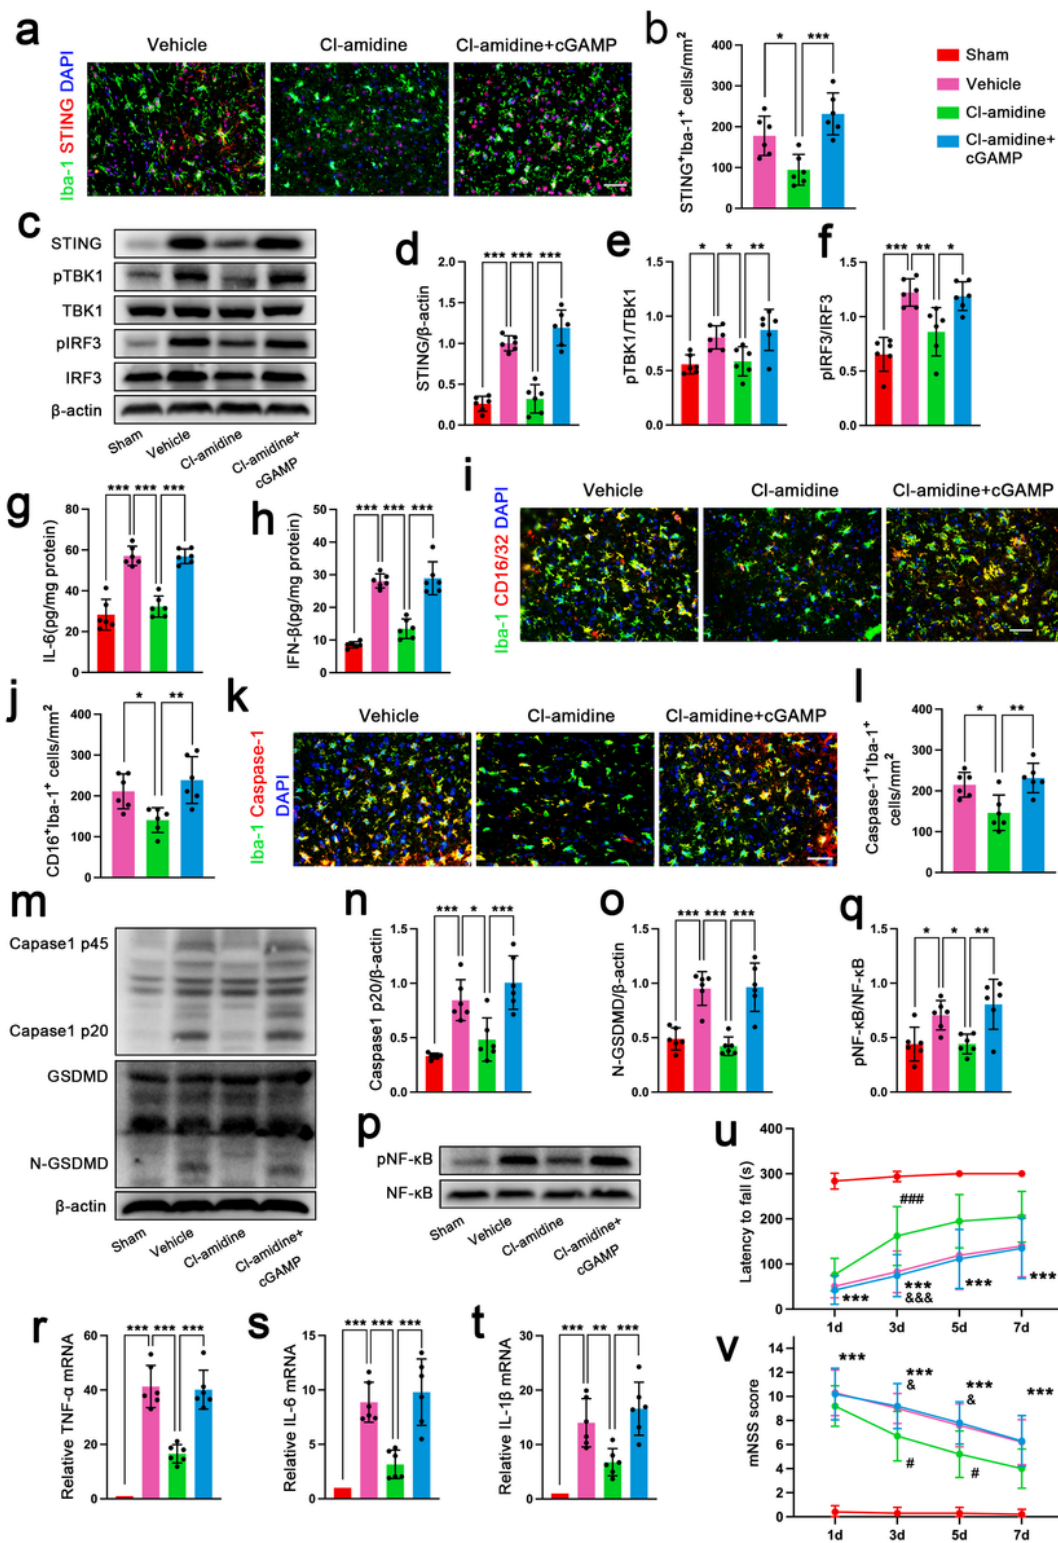 a
Vehicle
Cl-amidine
Cl-amidine+cGAMP
Iba-1 STING DAPI
b
STING⁺Iba-1⁺ cells/mm²
400
300
200
100
0
*
***
Sham
Vehicle
Cl-amidine
Cl-amidine+
cGAMP
c
STING
pTBK1
TBK1
pIRF3
IRF3
β-actin
Sham
Vehicle
Cl-amidine
Cl-amidine+
cGAMP
d
STING/β-actin
2.0
1.5
1.0
0.5
0.0
*** *** ***
e
pTBK1/TBK1
1.5
1.0
0.5
0.0
* * **
f
pIRF3/IRF3
1.5
1.0
0.5
0.0
*** ** *
g
IL-6(pg/mg protein)
80
60
40
20
0
*** *** ***
h
IFN-β(pg/mg protein)
50
40
30
20
10
0
*** *** ***
i
Vehicle
Cl-amidine
Cl-amidine+cGAMP
Iba-1 CD16/32 DAPI
j
CD16⁺Iba-1⁺ cells/mm²
400
300
200
100
0
* **
k
Vehicle
Cl-amidine
Cl-amidine+cGAMP
Iba-1 Caspase-1
DAPI
l
Caspase-1⁺Iba-1⁺
cells/mm²
400
300
200
100
0
* **
m
Capase1 p45
Capase1 p20
GSDMD
N-GSDMD
β-actin
Sham
Vehicle
Cl-amidine
Cl-amidine+
cGAMP
n
Caspase1 p20/β-actin
1.5
1.0
0.5
0.0
*** * ***
o
N-GSDMD/β-actin
1.5
1.0
0.5
0.0
*** *** ***
p
pNF-κB
NF-κB
Sham
Vehicle
Cl-amidine
Cl-amidine+
cGAMP
q
pNF-κB/NF-κB
1.5
1.0
0.5
0.0
* * **
r
Relative TNF-α mRNA
60
40
20
0
*** *** ***
s
Relative IL-6 mRNA
15
10
5
0
*** *** ***
t
Relative IL-1β mRNA
30
20
10
0
*** ** ***
u
Latency to fall (s)
400
300
200
100
0
###
***
***
&&&
***
***
1d 3d 5d 7d
v
mNSS score
14
12
10
8
6
4
2
0
***
***
&
***
&
***
#
#
1d 3d 5d 7d